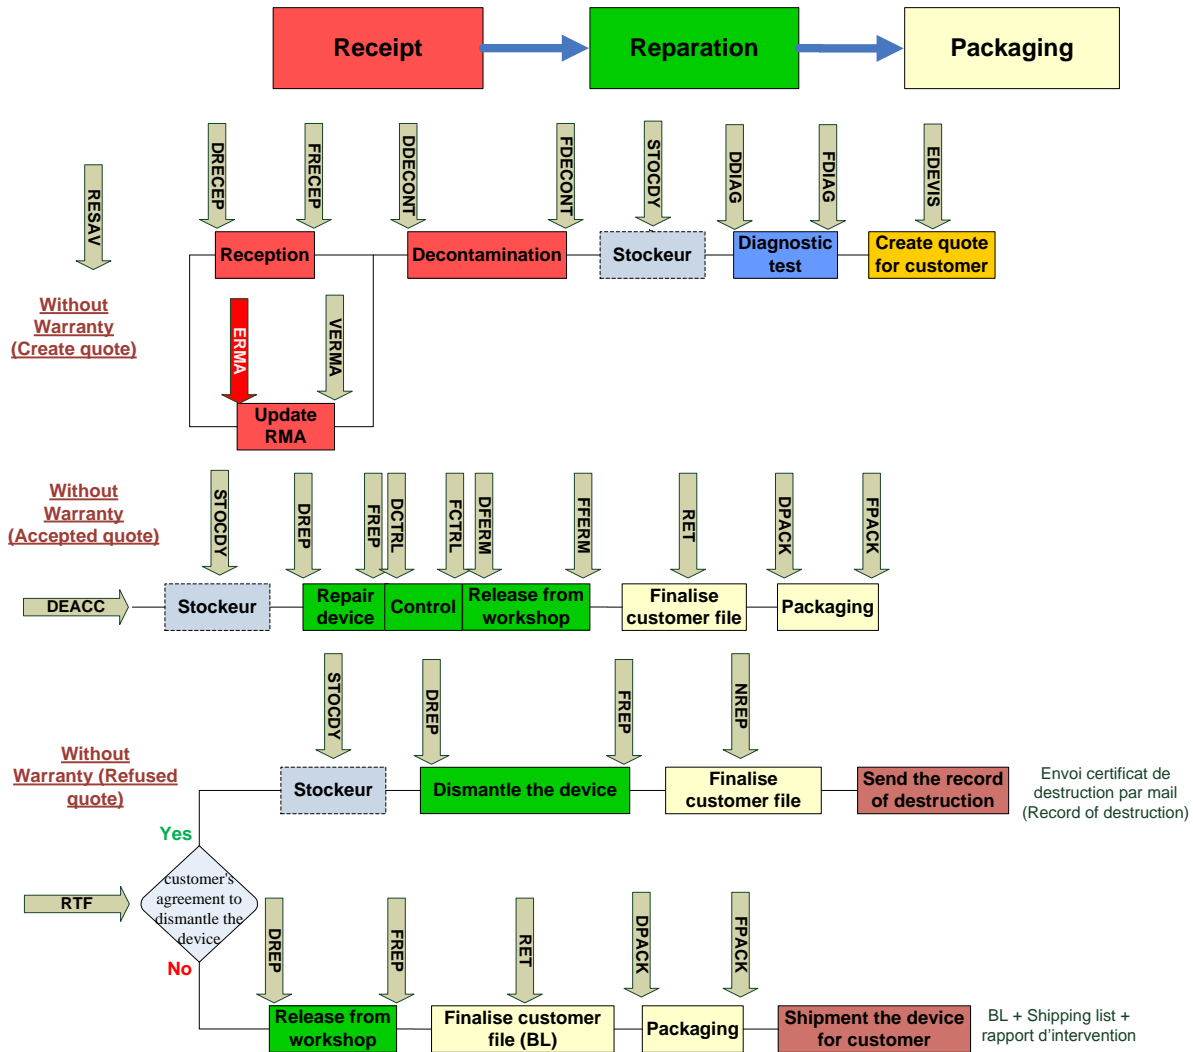 Receipt
Reparation
Packaging
RESAV
DRECEP
FRECEP
DDECONT
FDECONT
STOCDY
DDIAG
FDIAG
EDEVIS
Reception
Decontamination
Stockeur
Diagnostic
test
Create quote
for customer
Without
Warranty
(Create quote)
ERMA
VERMA
Update
RMA
Without
Warranty
(Accepted quote)
STOCDY
DREP
FREP
DCTRL
FCTRL
DFERM
FFERM
RET
DPACK
FPACK
DEACC
Stockeur
Repair
device
Control
Release from
workshop
Finalise
customer file
Packaging
STOCDY
DREP
FREP
NREP
Without
Warranty (Refused
quote)
Stockeur
Dismantle the device
Finalise
customer file
Send the record
of destruction
Envoi certificat de
destruction par mail
(Record of destruction)
Yes
RTF
customer's
agreement to
dismantle the
device
No
DREP
FREP
RET
DPACK
FPACK
Release from
workshop
Finalise customer
file (BL)
Packaging
Shipment the device
for customer
BL + Shipping list +
rapport d’intervention